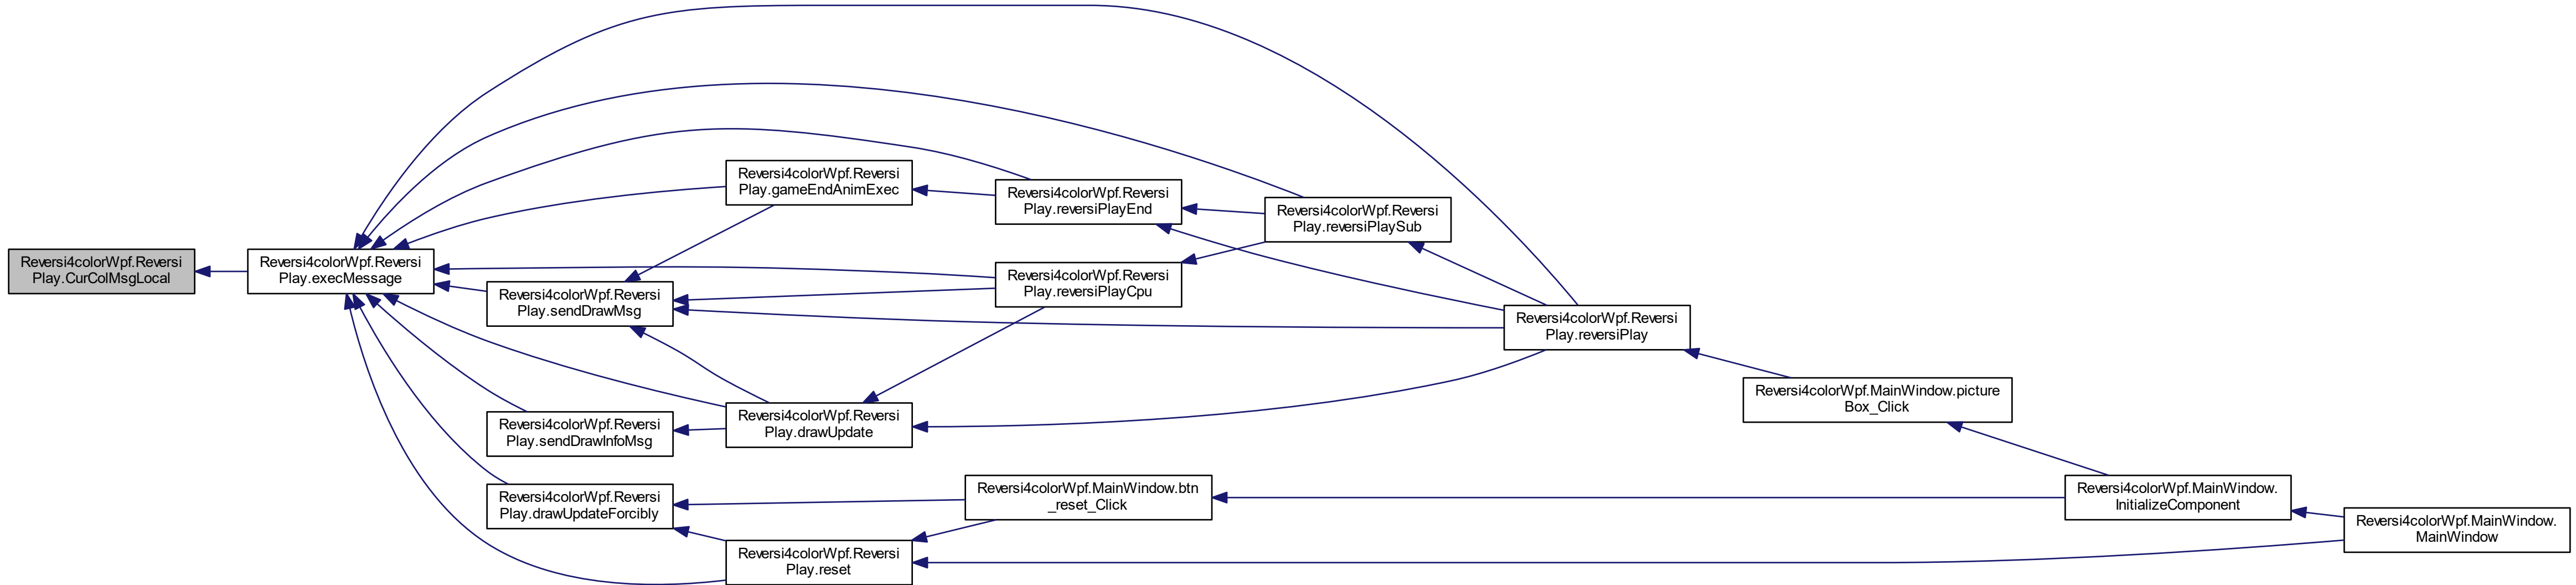 Reversi4colorWpf.Reversi
Play.CurColMsgLocal
Reversi4colorWpf.Reversi
Play.execMessage
Reversi4colorWpf.Reversi
Play.gameEndAnimExec
Reversi4colorWpf.Reversi
Play.reversiPlayEnd
Reversi4colorWpf.Reversi
Play.reversiPlaySub
Reversi4colorWpf.Reversi
Play.sendDrawMsg
Reversi4colorWpf.Reversi
Play.reversiPlayCpu
Reversi4colorWpf.Reversi
Play.reversiPlay
Reversi4colorWpf.MainWindow.picture
Box_Click
Reversi4colorWpf.Reversi
Play.sendDrawInfoMsg
Reversi4colorWpf.Reversi
Play.drawUpdate
Reversi4colorWpf.Reversi
Play.drawUpdateForcibly
Reversi4colorWpf.MainWindow.btn
_reset_Click
Reversi4colorWpf.MainWindow.
InitializeComponent
Reversi4colorWpf.MainWindow.
MainWindow
Reversi4colorWpf.Reversi
Play.reset